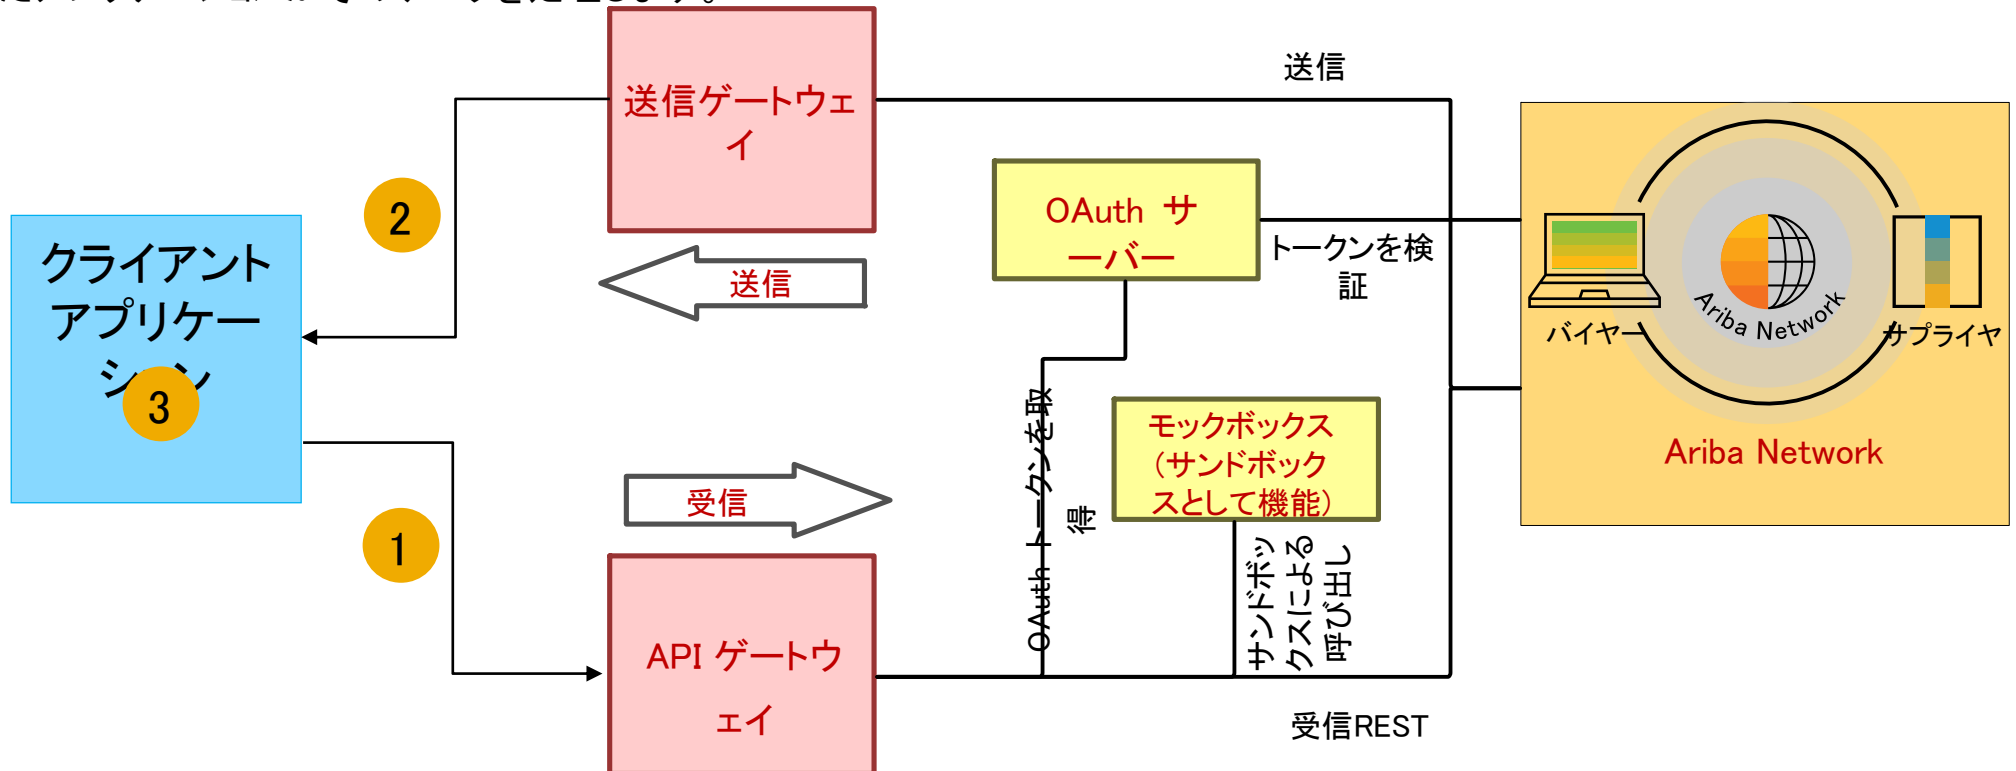 送信
送信ゲートウェ
イ
2
OAuth サ
ーバー
クライアント
アプリケー
ション
トークンを検
証
送信
Ariba Network
バイヤー
サプライヤ
3
OAuth トークンを取
得
モックボックス
(サンドボック
スとして機能)
Ariba Network
受信
1
サンドボッ
クスによる
呼び出し
API ゲートウ
ェイ
受信REST